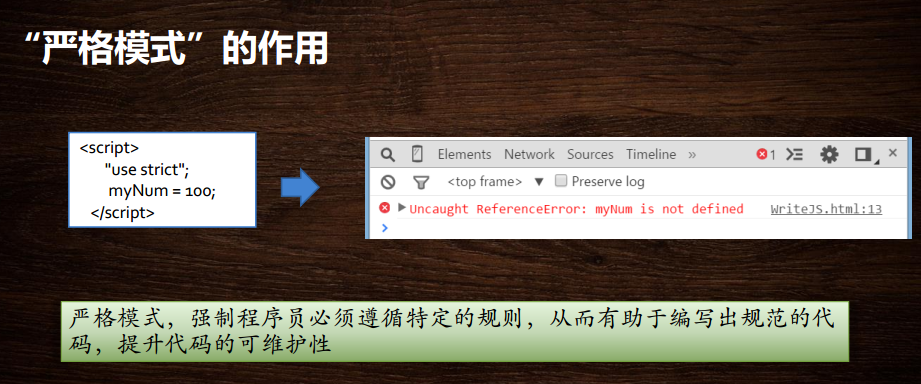 “严格模式”的作用
<script>
"use strict";
myNum = 100;
</script>
Elements Network Sources Timeline » 1
<top frame> ▼ Preserve log
Uncaught ReferenceError: myNum is not defined WriteJS.html:13
>
严格模式，强制程序员必须遵循特定的规则，从而有助于编写出规范的代
码，提升代码的可维护性